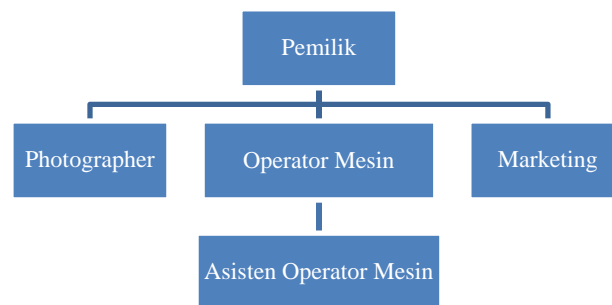 Pemilik
Photographer
Operator Mesin
Marketing
Asisten Operator Mesin